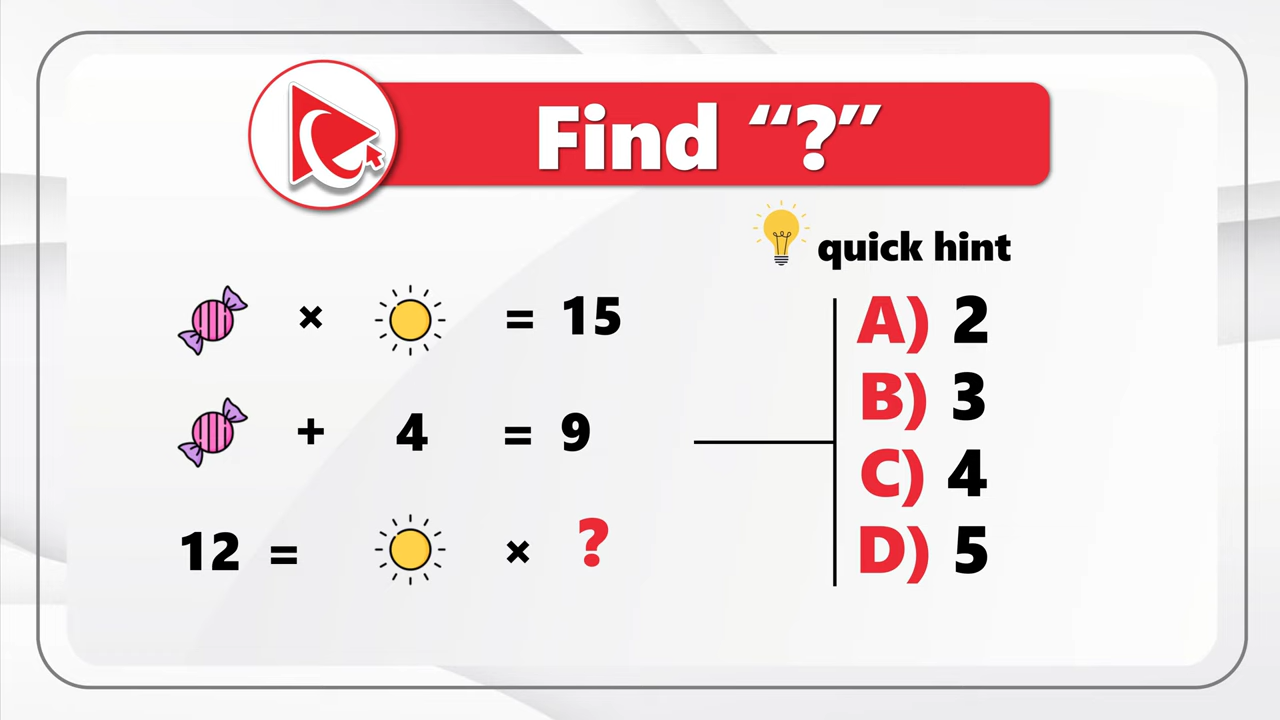 Find “?”
quick hint
× = 15
+ 4 = 9
12 = × ?
A) 2
B) 3
C) 4
D) 5